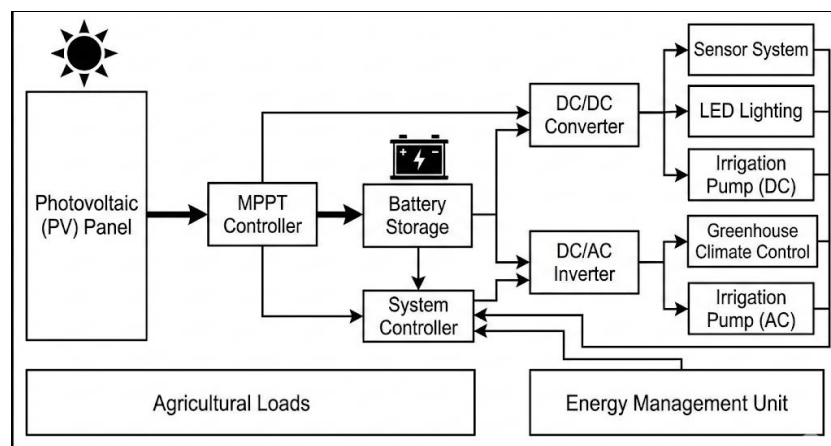 Photovoltaic
(PV) Panel
MPPT
Controller
Battery
Storage
System
Controller
DC/DC
Converter
DC/AC
Inverter
Sensor System
LED Lighting
Irrigation
Pump (DC)
Greenhouse
Climate Control
Irrigation
Pump (AC)
Agricultural Loads
Energy Management Unit